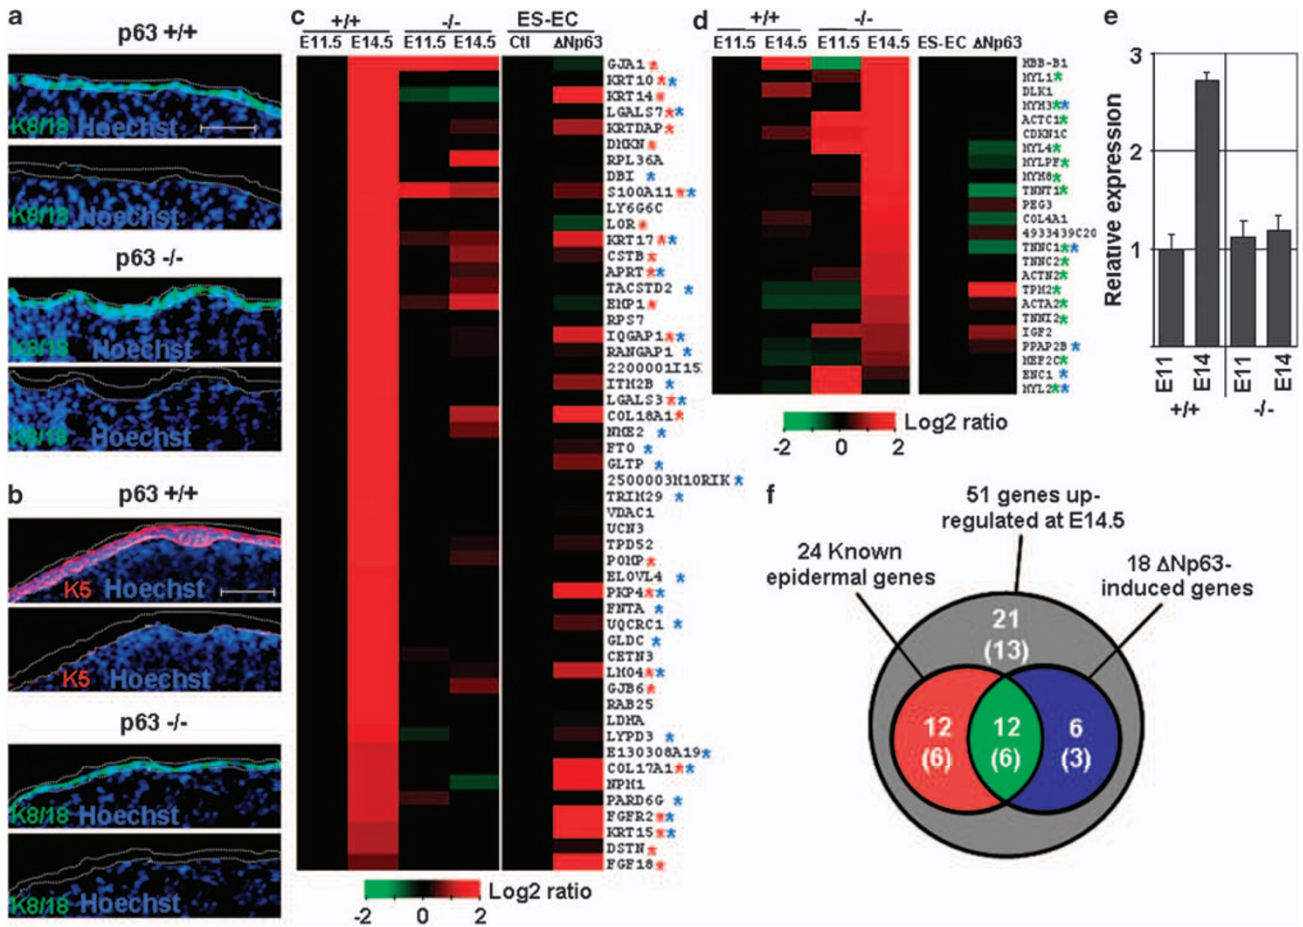 a
p63 +/+
K8/18 Hoechst
K8/18 Hoechst
p63 -/-
K8/18 Hoechst
K8/18 Hoechst
b
p63 +/+
K5 Hoechst
K5 Hoechst
p63 -/-
K8/18 Hoechst
K8/18 Hoechst
c
+/+ -/- ES-EC
E11.5 E14.5 E11.5 E14.5 Ctl ΔNp63
GJA1*
KRT10**
KRT14*
LGALS7**
KRTDAP*
DMKN*
RPL36A
DBI *
S100A11**
LY6G6C
LOR*
KRT17**
CSTB*
APRT**
TACSTD2 *
EMP1*
RPS7
IQGAP1**
RANGAP1 *
2200001I15
ITM2B *
LGALS3**
COL18A1*
NME2 *
FTO *
GLTP *
2500003M10RIK*
TRIM29 *
VDAC1
UCN3
TPD52
POMP*
ELOVL4 *
PKP4**
FNTA *
UQCRC1 *
GLDC *
CETN3
LMO4**
GJB6*
RAB25
LDHA
LYPD3 *
E130308A19*
COL17A1**
NPM1
PARD6G *
FGFR2**
KRT15**
DSTN*
FGF18*
-2 0 2 Log2 ratio
d
+/+ -/-
E11.5 E14.5 E11.5 E14.5 ES-EC ΔNp63
HBB-B1
MYL1*
DLK1
MYH3**
ACTC1*
CDKN1C
MYL4*
MYLPF*
MYH8*
TNNT1*
PEG3
COL4A1
4933439C20
TNNC1**
TNNC2*
ACTN2*
TPM2*
ACTA2*
TNNI2*
IGF2
PPAP2B *
MEF2C*
ENC1 *
MYL2**
-2 0 2 Log2 ratio
e
Relative expression
3
2
1
0
E11 E14 E11 E14
+/+ -/-
f
51 genes up-
regulated at E14.5
24 Known
epidermal genes
18 ΔNp63-
induced genes
21
(13)
12
(6)
12
(6)
6
(3)